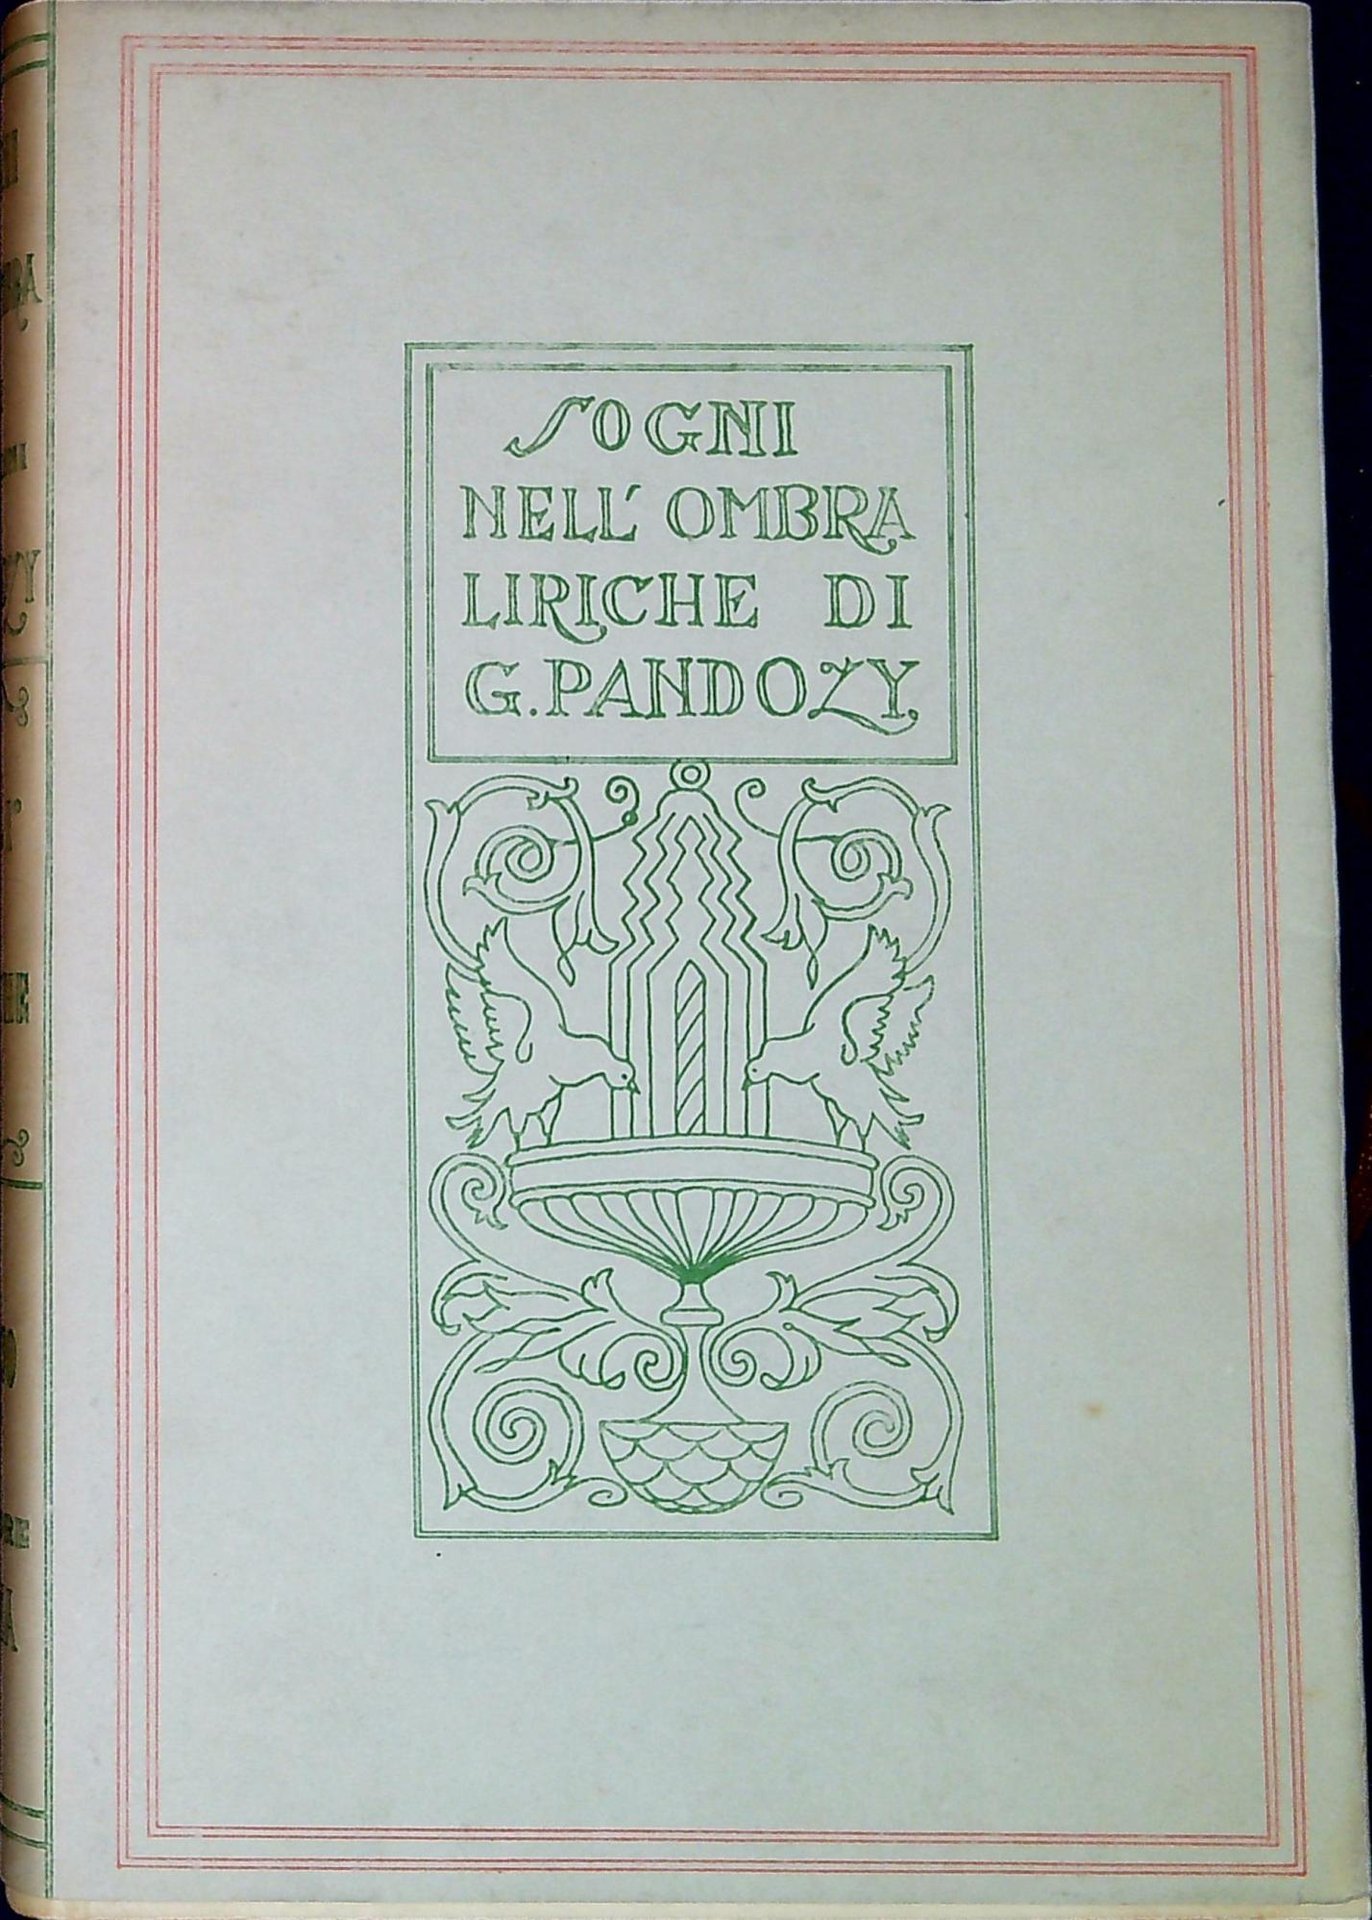 SOGNI
NELL' OMBRA
LIRICHE DI
G. PANDOZY